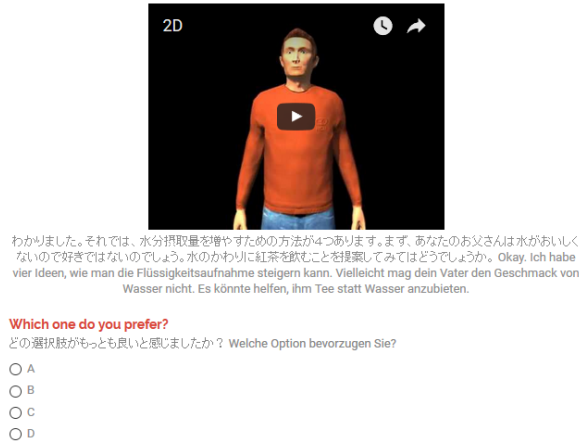 2D
わかりました。それでは、水分摂取量を増やすための方法が4つあります。まず、あなたのお父さんは水がおいしく
ないので好きではないのでしょう。水のかわりに紅茶を飲むことを提案してみてはどうでしょうか。 Okay. Ich habe
vier Ideen, wie man die Flüssigkeitsaufnahme steigern kann. Vielleicht mag dein Vater den Geschmack von
Wasser nicht. Es könnte helfen, ihm Tee statt Wasser anzubieten.
Which one do you prefer?
どの選択肢がもっとも良いと感じましたか？ Welche Option bevorzugen Sie?
A
B
C
D